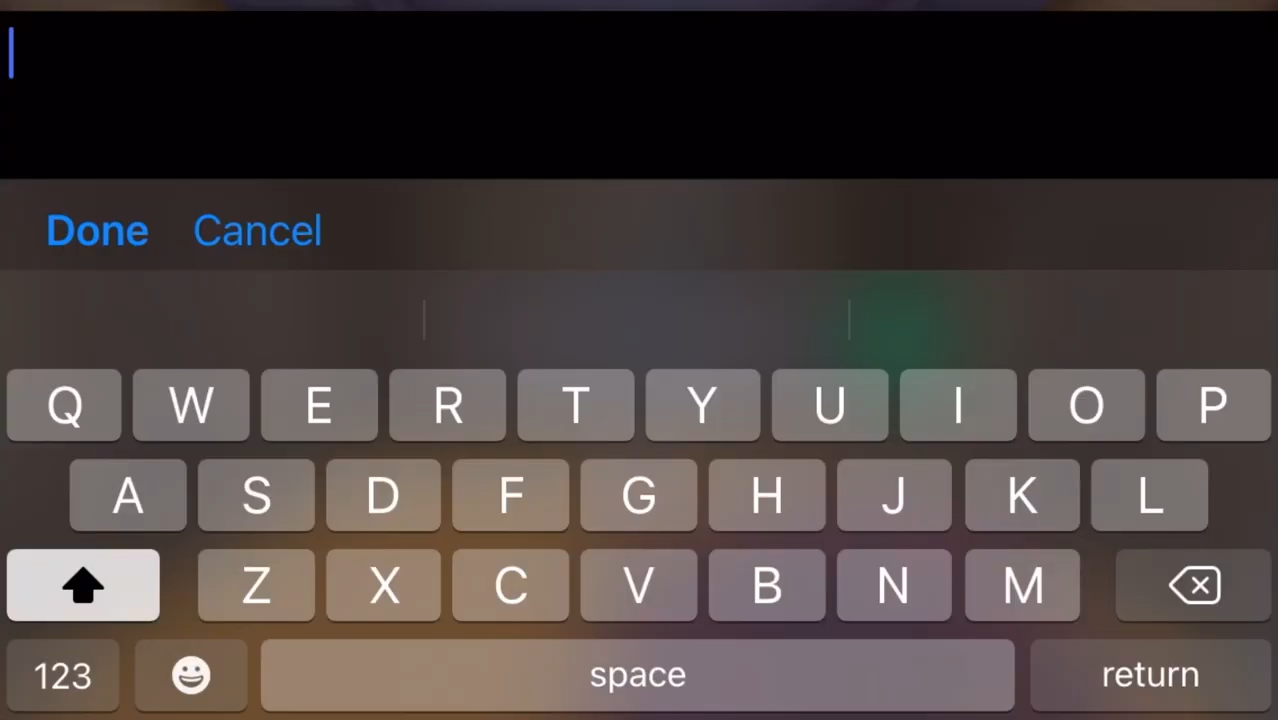 Done Cancel
Q W E R T Y U I O P
A S D F G H J K L
Z X C V B N M
123 space return